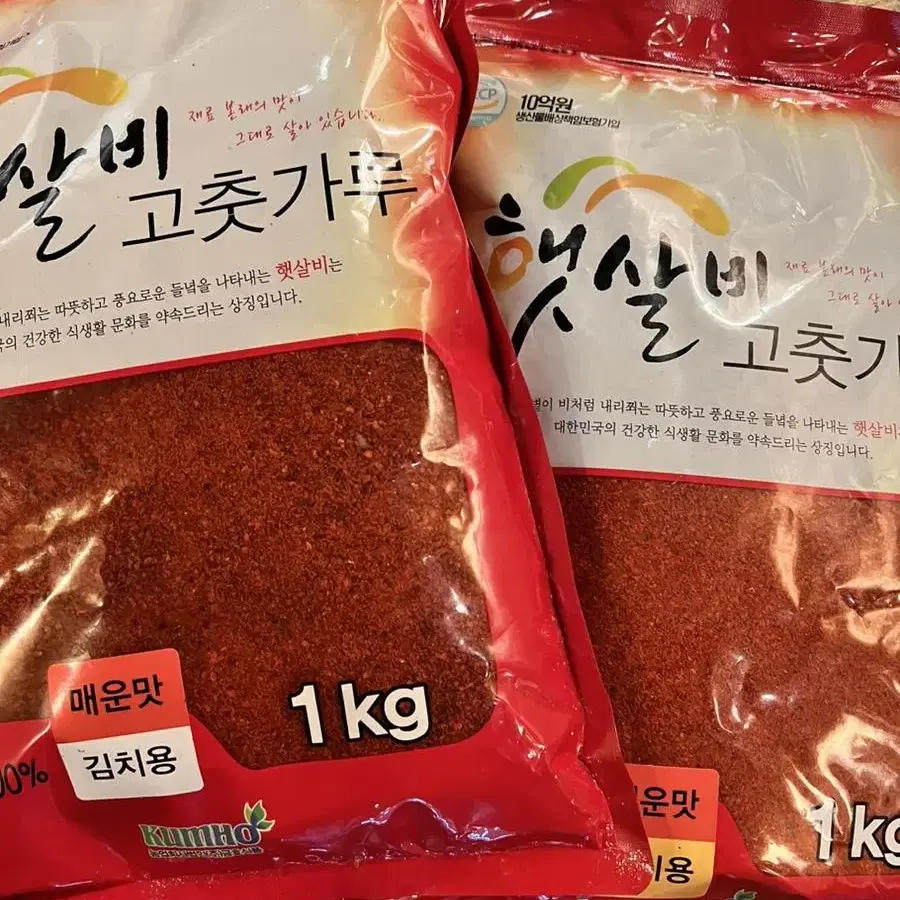 살비
재료 본래의 맛이
그대로 살아 있습니다.
고춧가루
내리쬐는 따뜻하고 풍요로운 들녘을 나타내는 햇살비는
국의 건강한 식생활 문화를 약속드리는 상징입니다.
매운맛
김치용
1kg
00%
KUMHO
CP
10억원
생산물배상책임보험가입
햇살비
재료 본래의 맛이
그대로 살아
고춧가
볕이 비처럼 내리쬐는 따뜻하고 풍요로운 들녘을 나타내는 햇살비
대한민국의 건강한 식생활 문화를 약속드리는 상징입니다.
운맛
용
1kg